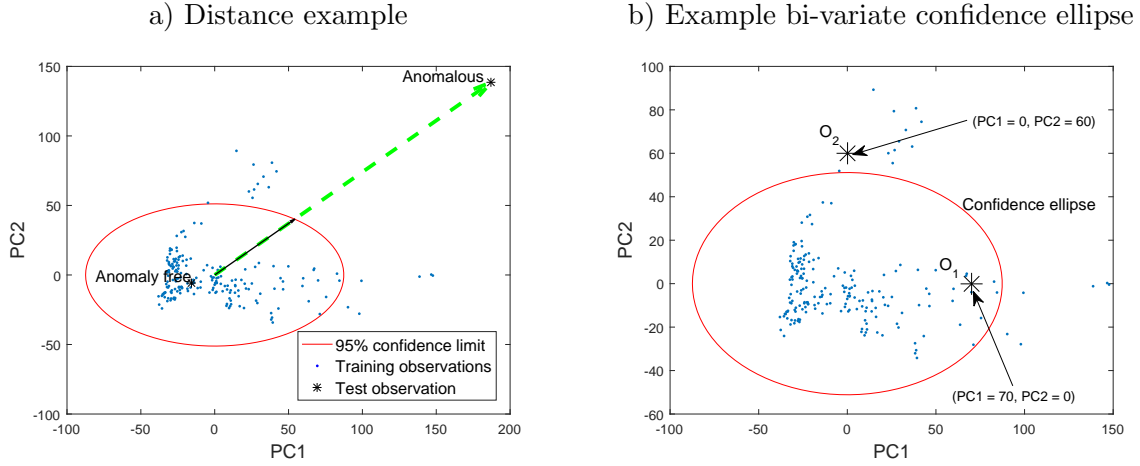 a) Distance example
150
100
50
0
-50
-100
-100
-50
0
50
100
150
200
PC2
PC1
Anomalous
Anomaly free
95% confidence limit
Training observations
Test observation
b) Example bi-variate confidence ellipse
100
80
60
40
20
0
-20
-40
-60
-100
-50
0
50
100
150
PC2
PC1
O2
(PC1 = 0, PC2 = 60)
Confidence ellipse
O1
(PC1 = 70, PC2 = 0)